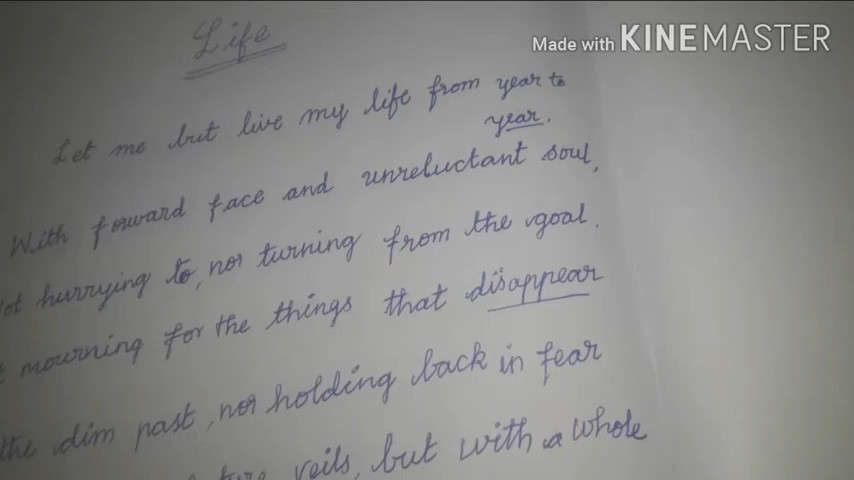 Life
Made with KINEMASTER
Let me but live my life from year to
year.
With forward face and unreluctant soul,
hurrying to, nor turning from the goal.
mourning for the things that disappear
the dim past, nor holding back in fear
veils, but with a whole